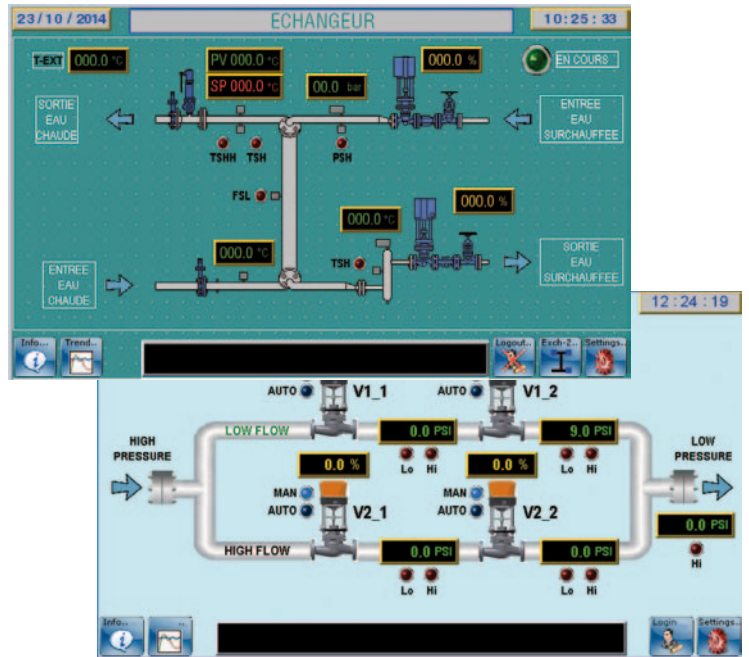 23/10/2014 ECHANGEUR 10:25:33
T-EXT 000.0 °C PV 000.0 °C 000.0 % EN COURS
SP 000.0 °C 00.0 bar
SORTIE
EAU
CHAUDE
ENTREE
EAU
SURCHAUFFEE
TSHH TSH PSH
FSL
000.0 °C 000.0 %
000.0 °C TSH
ENTREE
EAU
CHAUDE
SORTIE
EAU
SURCHAUFFEE
Info... Trend.. Logout.. Exch-2.. Settings..
12:24:19
AUTO V1_1 AUTO V1_2
LOW FLOW 0.0 PSI 9.0 PSI
HIGH
PRESSURE
LOW
PRESSURE
Lo Hi Lo Hi
0.0 % 0.0 %
MAN MAN
AUTO V2_1 AUTO V2_2
0.0 PSI
Hi
HIGH FLOW 0.0 PSI 0.0 PSI
Lo Hi Lo Hi
Info... .. Login Settings..